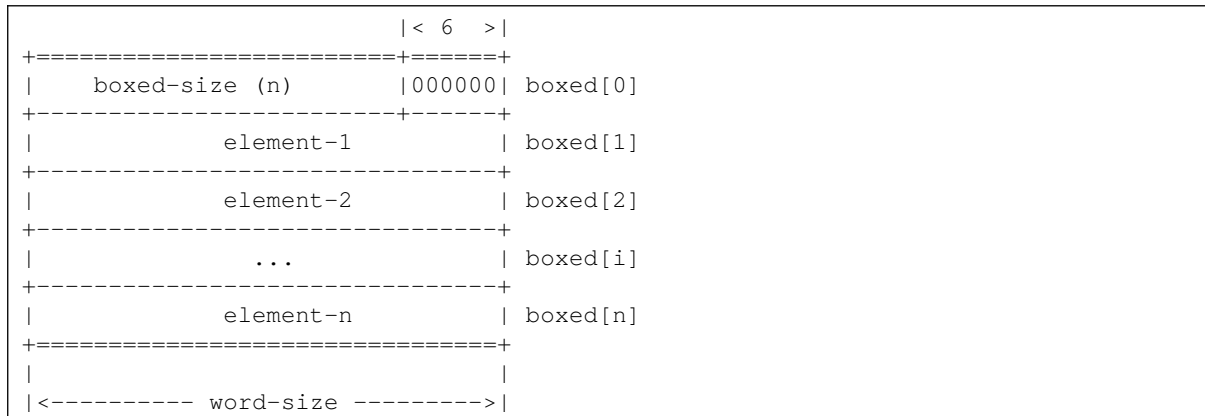 |< 6  >|
+=========================+======+
|    boxed-size (n)       |000000| boxed[0]
+-------------------------+------+
|             element-1          | boxed[1]
+--------------------------------+
|             element-2          | boxed[2]
+--------------------------------+
|               ...              | boxed[i]
+--------------------------------+
|             element-n          | boxed[n]
+================================+
|                                |
|<---------- word-size --------->|